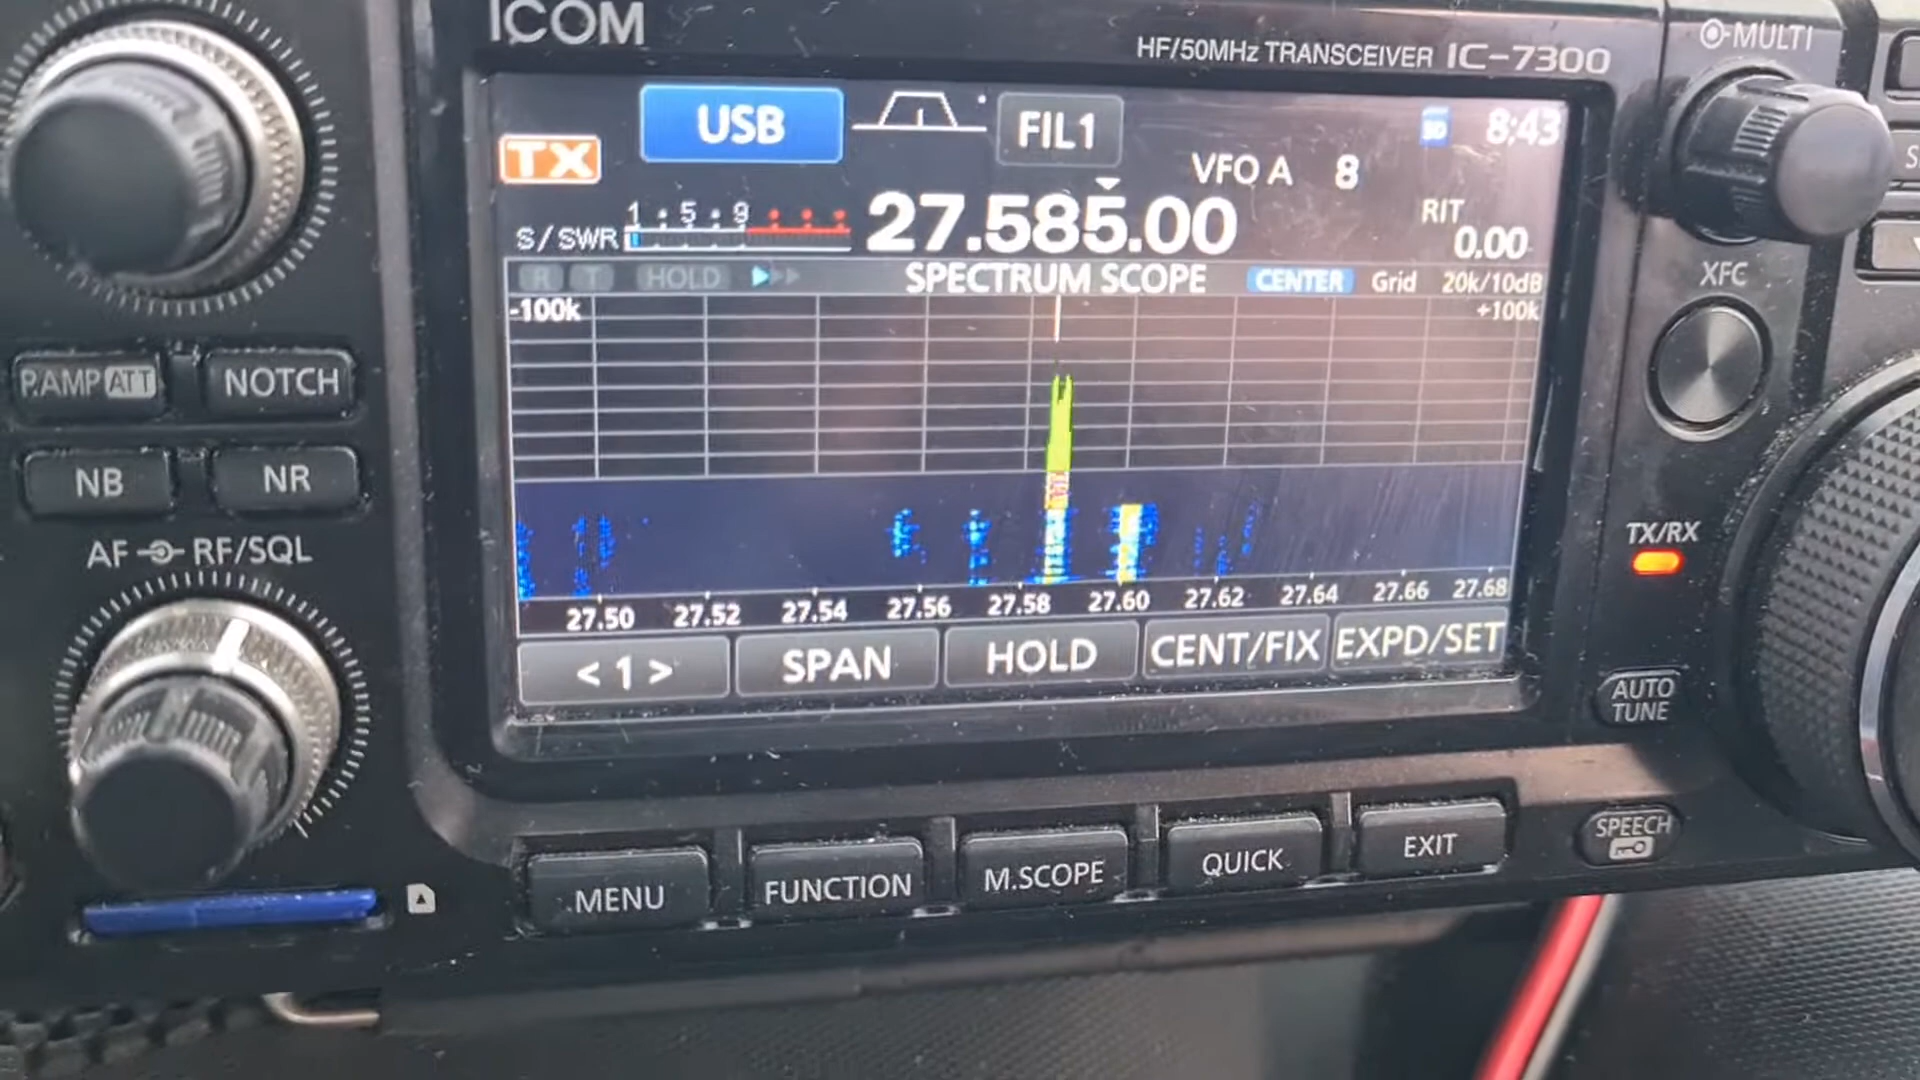 ICOM
HF/50MHz TRANSCEIVER IC-7300
MULTI
TX
USB
FIL1
8:43
VFO A 8
1 5 9
S/SWR
27.585.00
RIT
0.00
R T HOLD SPECTRUM SCOPE CENTER Grid 20k/10dB
-100k
+100k
XFC
P.AMP ATT
NOTCH
NB
NR
AF RF/SQL
TX/RX
27.50 27.52 27.54 27.56 27.58 27.60 27.62 27.64 27.66 27.68
< 1 > SPAN HOLD CENT/FIX EXPD/SET
AUTO
TUNE
MENU FUNCTION M.SCOPE QUICK EXIT
SPEECH